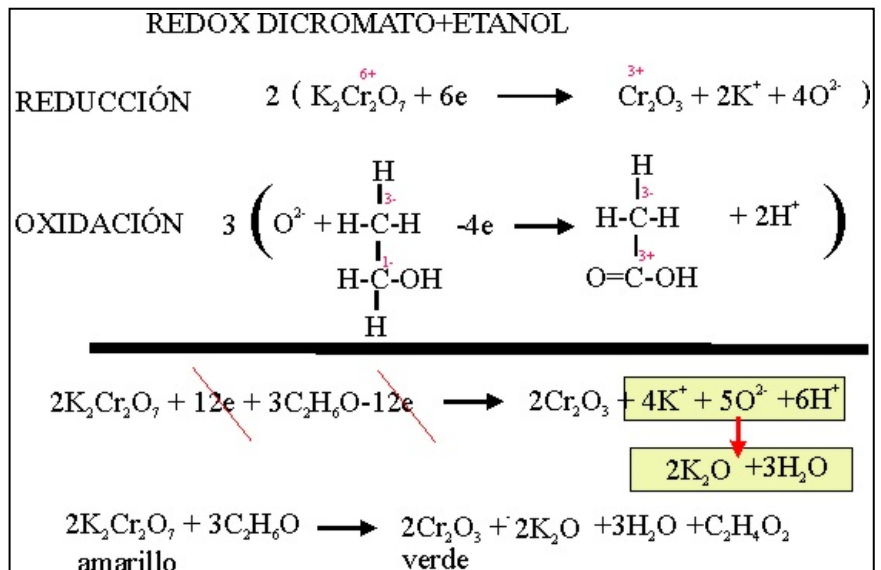 REDOX DICROMATO+ETANOL
6+ 3+
REDUCCIÓN 2 ( K₂Cr₂O₇ + 6e ⟶ Cr₂O₃ + 2K⁺ + 4O²⁻ )
H H
3- 3-
OXIDACIÓN 3 ( O²⁻ + H-C-H -4e ⟶ H-C-H + 2H⁺ )
1- 3+
H-C-OH O=C-OH
H
2K₂Cr₂O₇ + 12e + 3C₂H₆O-12e ⟶ 2Cr₂O₃ + 4K⁺ + 5O²⁻ +6H⁺
2K₂O +3H₂O
2K₂Cr₂O₇ + 3C₂H₆O ⟶ 2Cr₂O₃ + 2K₂O +3H₂O +C₂H₄O₂
amarillo verde